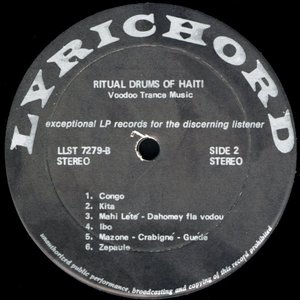 LYRICHORD
RITUAL DRUMS OF HAITI
Voodoo Trance Music
exceptional LP records for the discerning listener
LLST 7279-B
STEREO
SIDE 2
STEREO
1. Congo
2. Kita
3. Mahi Lété - Dahomey fla vodou
4. Ibo
5. Mazone - Crabigné - Guede
6. Zepaule
unauthorized public performance, broadcasting and copying of this record prohibited